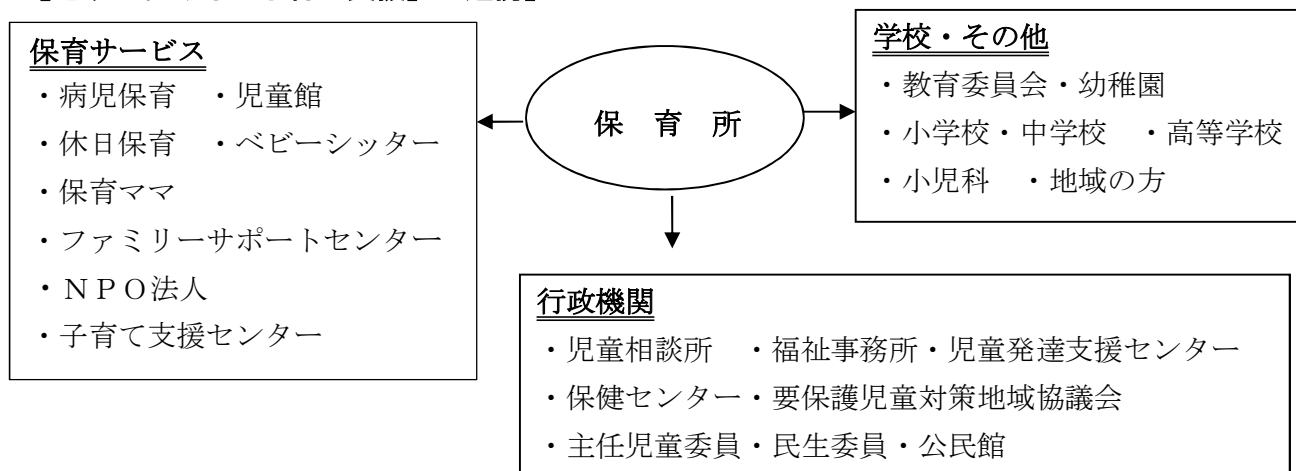 保育サービス
・病児保育　・児童館
・休日保育　・ベビーシッター
・保育ママ
・ファミリーサポートセンター
・ＮＰＯ法人
・子育て支援センター
保　育　所
学校・その他
・教育委員会・幼稚園
・小学校・中学校　・高等学校
・小児科　・地域の方
行政機関
・児童相談所　・福祉事務所・児童発達支援センター
・保健センター・要保護児童対策地域協議会
・主任児童委員・民生委員・公民館